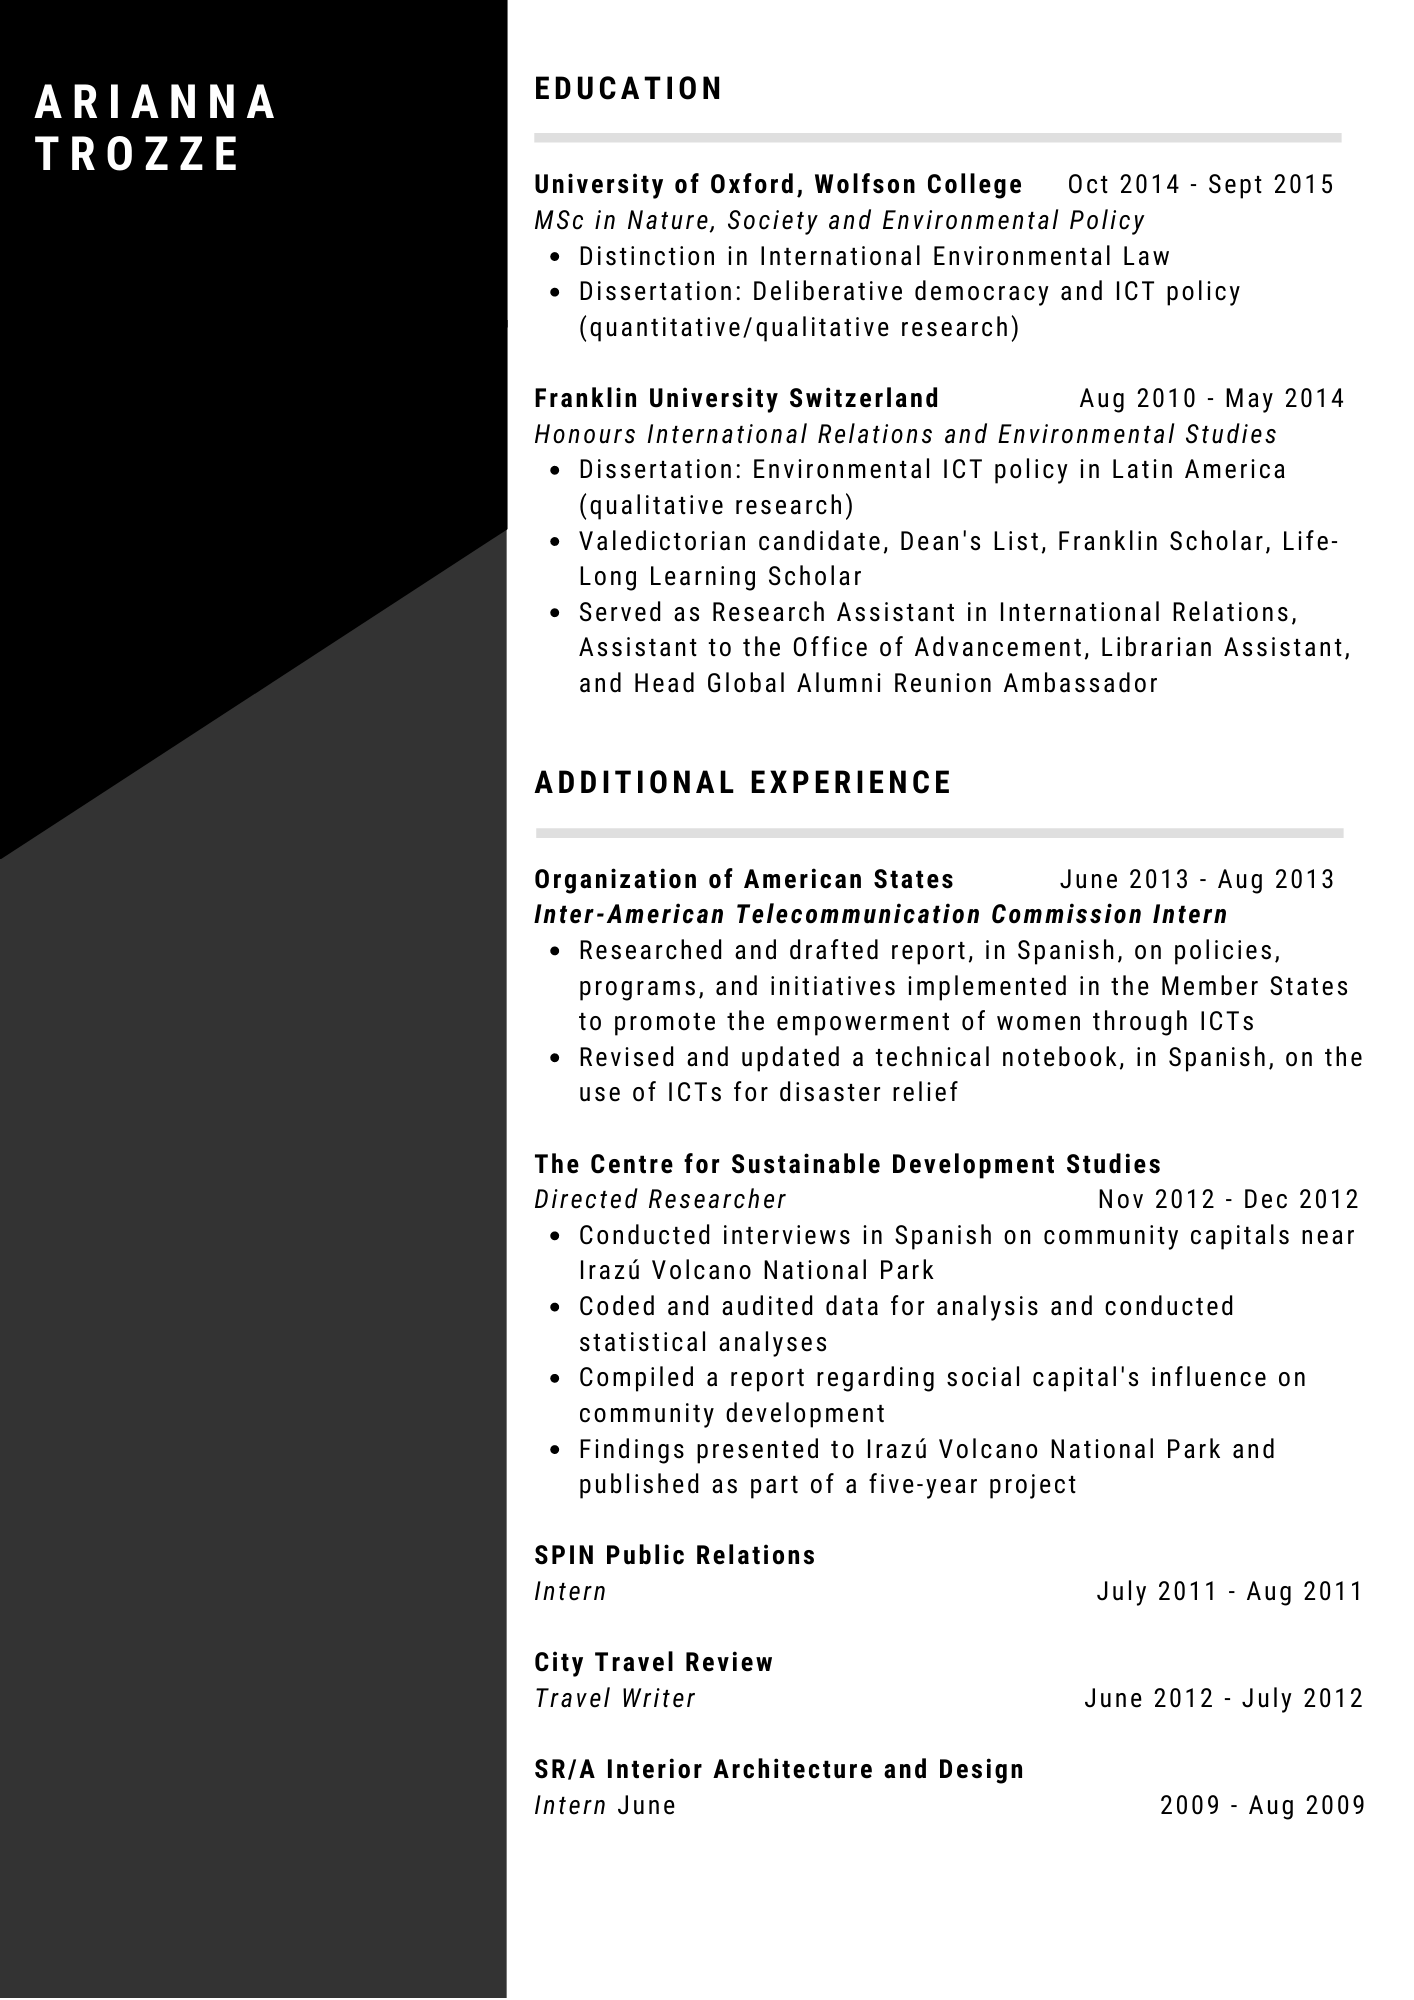 ARIANNA
TROZZE
EDUCATION
University of Oxford, Wolfson College Oct 2014 - Sept 2015
MSc in Nature, Society and Environmental Policy
• Distinction in International Environmental Law
• Dissertation: Deliberative democracy and ICT policy
(quantitative/qualitative research)
Franklin University Switzerland Aug 2010 - May 2014
Honours International Relations and Environmental Studies
• Dissertation: Environmental ICT policy in Latin America
(qualitative research)
• Valedictorian candidate, Dean's List, Franklin Scholar, Life-
Long Learning Scholar
• Served as Research Assistant in International Relations,
Assistant to the Office of Advancement, Librarian Assistant,
and Head Global Alumni Reunion Ambassador
ADDITIONAL EXPERIENCE
Organization of American States June 2013 - Aug 2013
Inter-American Telecommunication Commission Intern
• Researched and drafted report, in Spanish, on policies,
programs, and initiatives implemented in the Member States
to promote the empowerment of women through ICTs
• Revised and updated a technical notebook, in Spanish, on the
use of ICTs for disaster relief
The Centre for Sustainable Development Studies
Directed Researcher Nov 2012 - Dec 2012
• Conducted interviews in Spanish on community capitals near
Irazú Volcano National Park
• Coded and audited data for analysis and conducted
statistical analyses
• Compiled a report regarding social capital's influence on
community development
• Findings presented to Irazú Volcano National Park and
published as part of a five-year project
SPIN Public Relations
Intern July 2011 - Aug 2011
City Travel Review
Travel Writer June 2012 - July 2012
SR/A Interior Architecture and Design
Intern June 2009 - Aug 2009